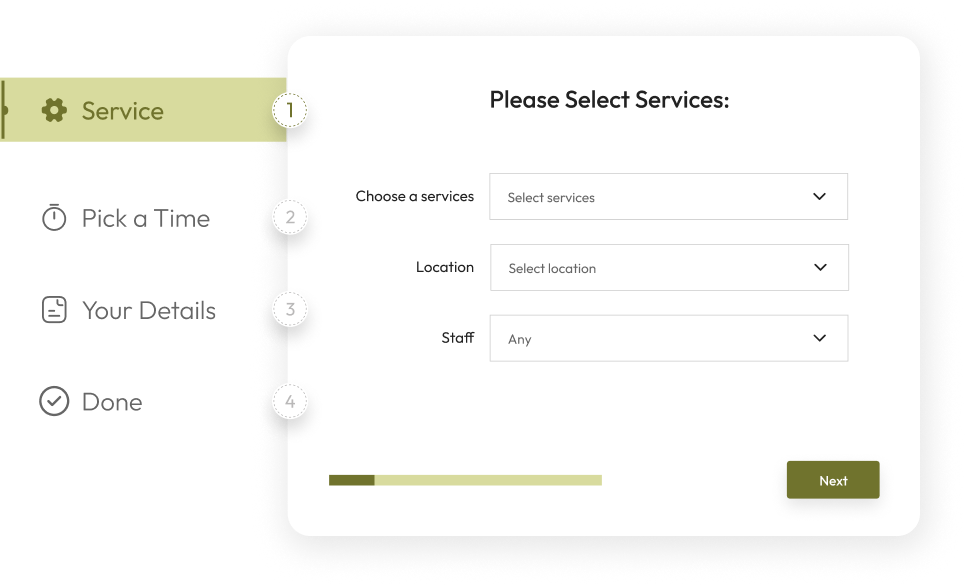 Service
1
Pick a Time
2
Your Details
3
Done
4
Please Select Services:
Choose a services
Select services
Location
Select location
Staff
Any
Next